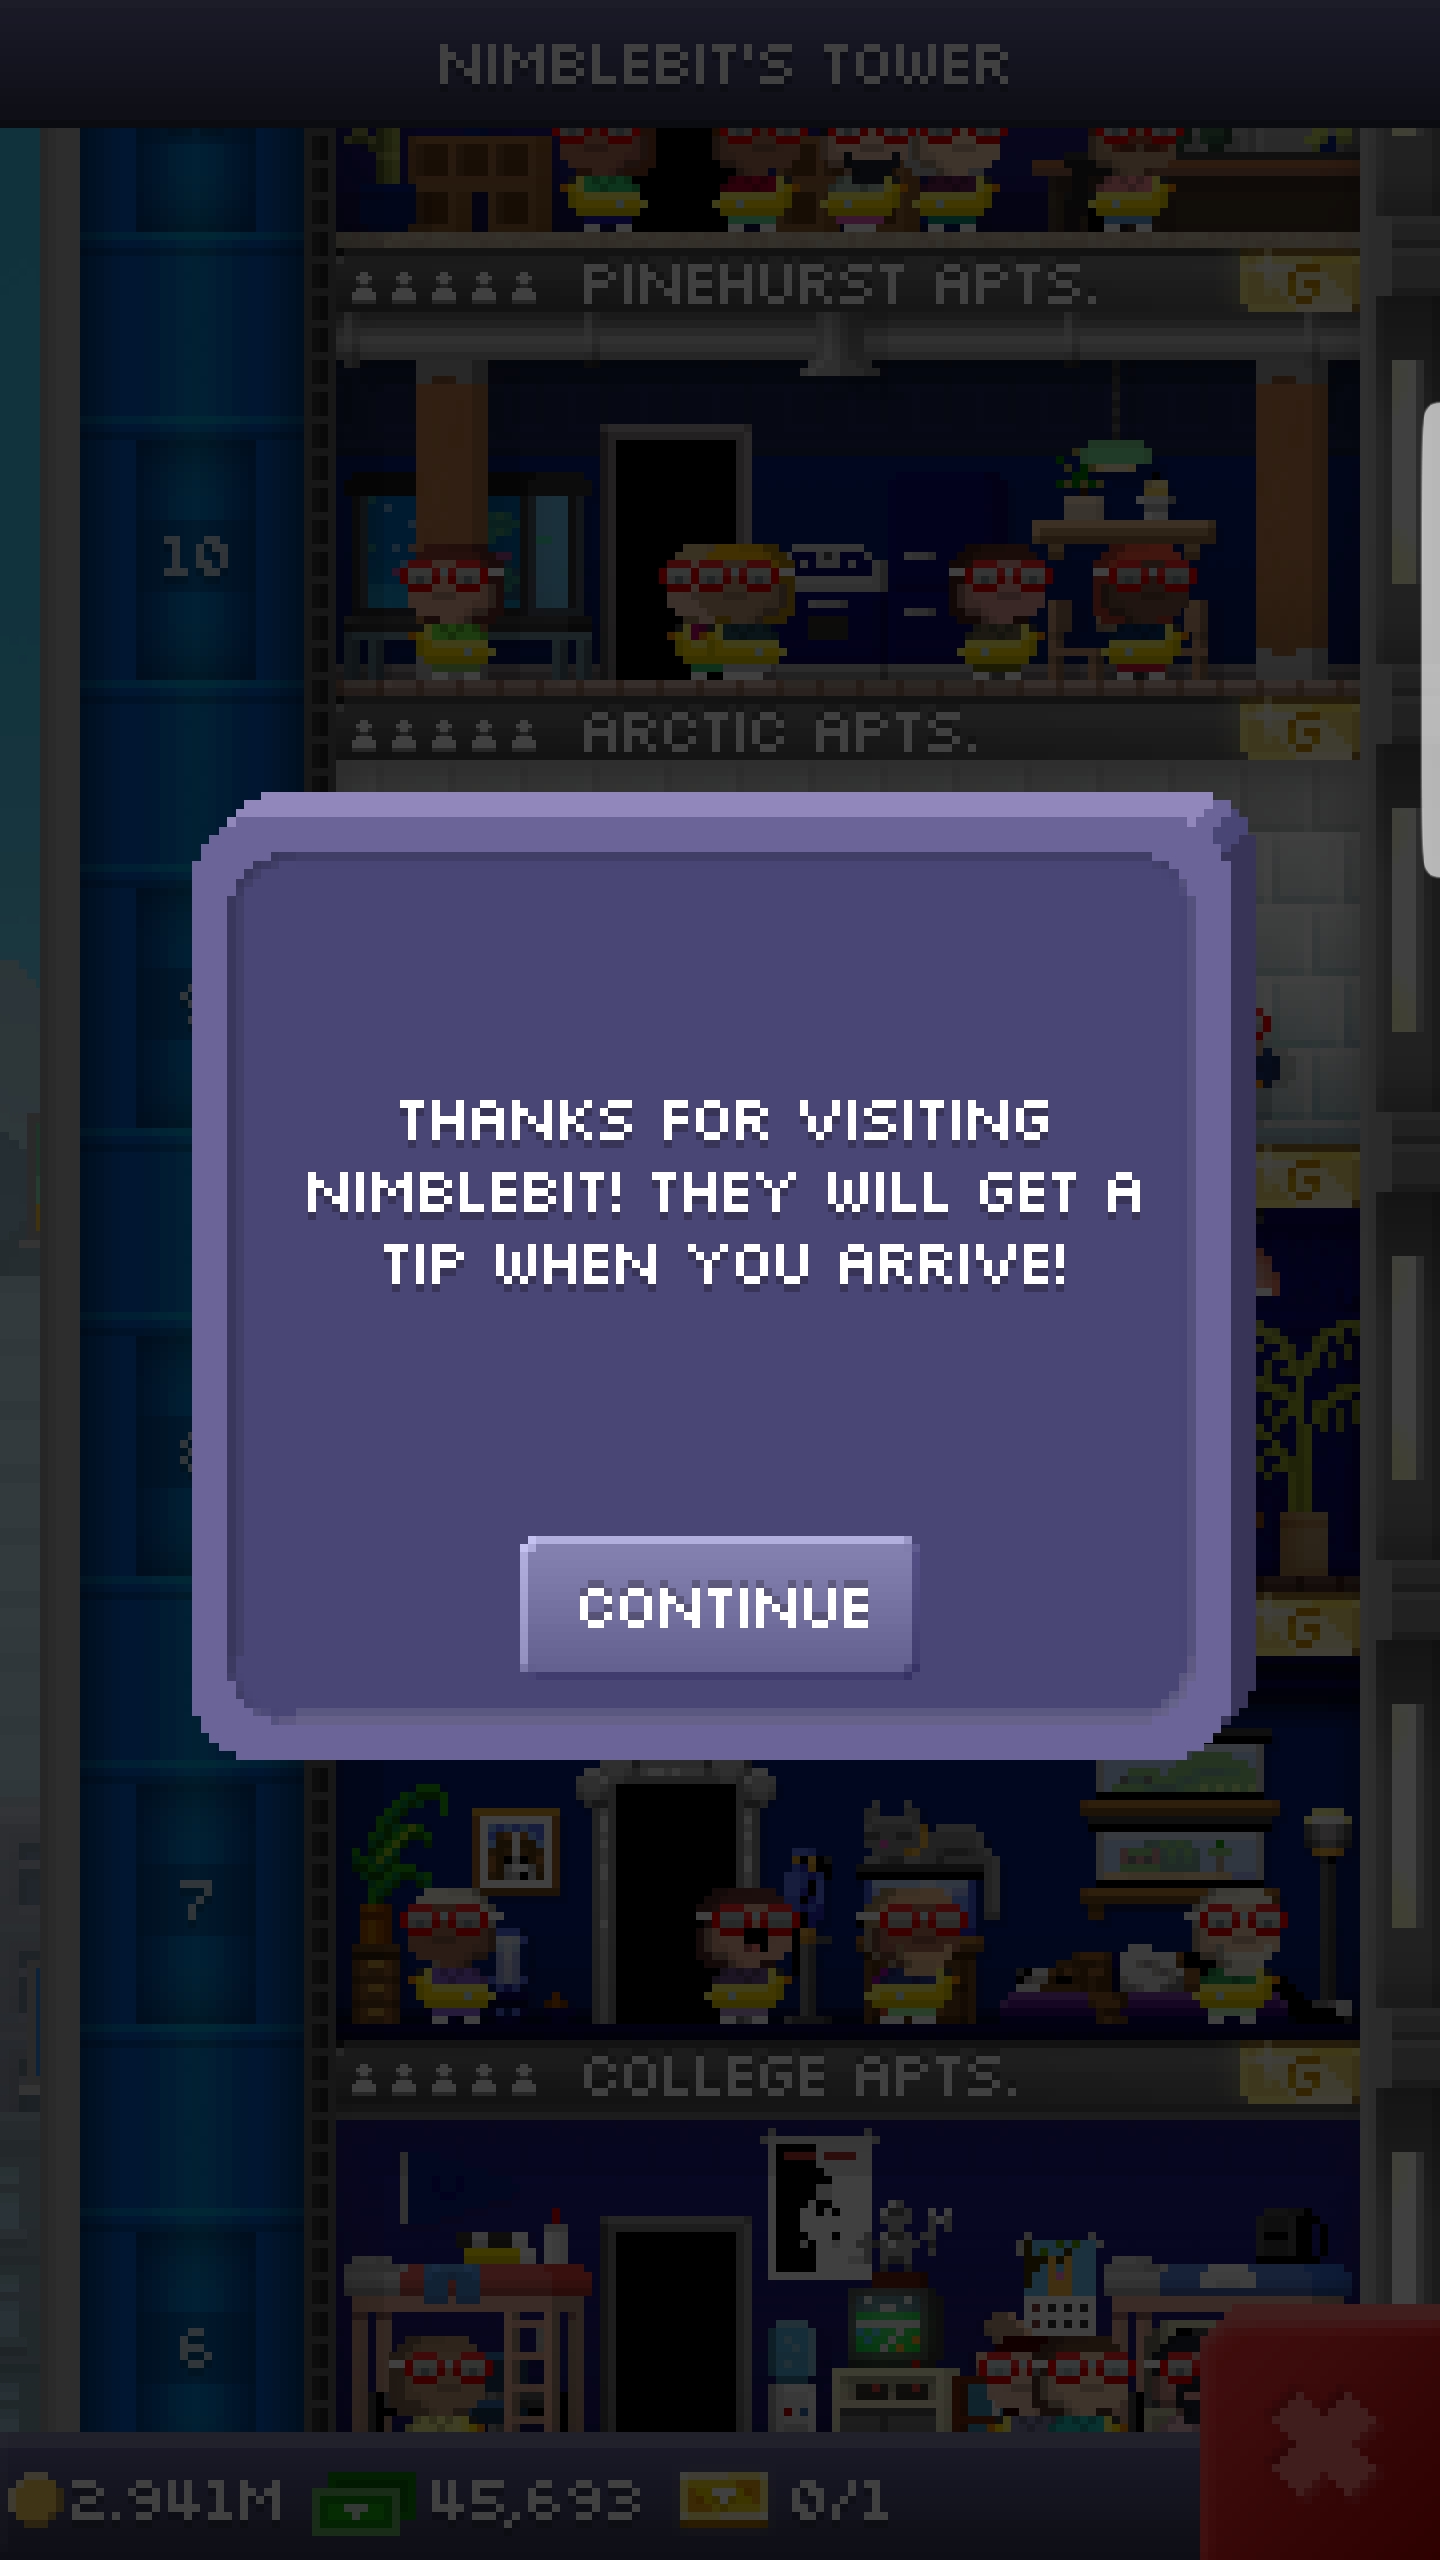 NIMBLEBIT'S TOWER
PINEHURST APTS.
G
10
ARCTIC APTS.
G
THANKS FOR VISITING
NIMBLEBIT! THEY WILL GET A
TIP WHEN YOU ARRIVE!
G
CONTINUE
G
7
COLLEGE APTS.
G
6
2.941M
45,693
0/1